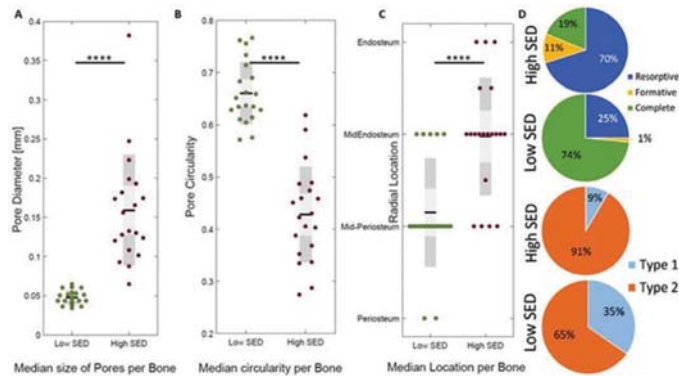 A
B
C
D
0.4
0.35
0.3
0.25
0.2
0.15
0.1
0.05
0
Pore Diameter [mm]
****
Low SED
High SED
Median size of Pores per Bone
0.8
0.7
0.6
0.5
0.4
0.3
0.2
Pore Circularity
****
Low SED
High SED
Median circularity per Bone
Endosteum
MidEndosteum
Mid-Periosteum
Periosteum
Radial Location
****
Low SED
High SED
Median Location per Bone
High SED
19%
11%
70%
Resorptive
Formative
Complete
Low SED
25%
1%
74%
High SED
9%
91%
Type 1
Type 2
Low SED
35%
65%